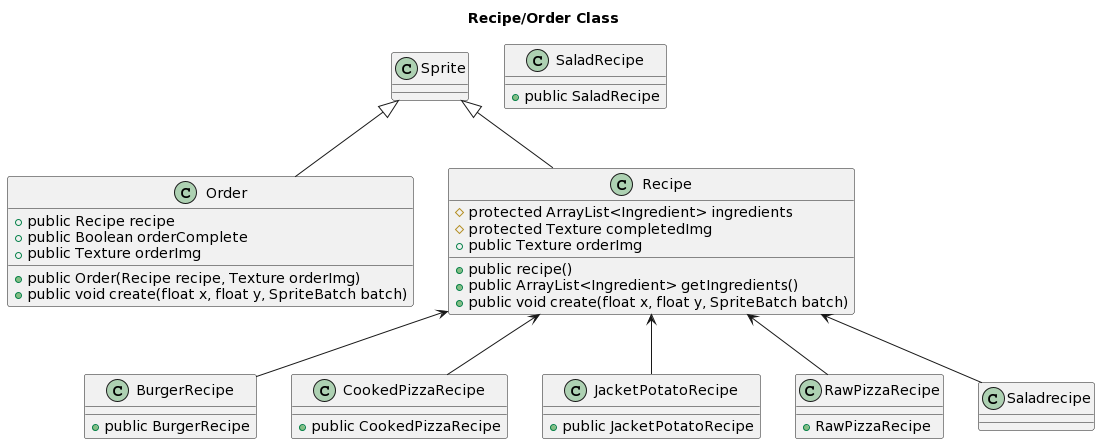 Recipe/Order Class
C Sprite
C SaladRecipe
public SaladRecipe
C Order
public Recipe recipe
public Boolean orderComplete
public Texture orderImg
public Order(Recipe recipe, Texture orderImg)
public void create(float x, float y, SpriteBatch batch)
C Recipe
protected ArrayList<Ingredient> ingredients
protected Texture completedImg
public Texture orderImg
public recipe()
public ArrayList<Ingredient> getIngredients()
public void create(float x, float y, SpriteBatch batch)
C BurgerRecipe
public BurgerRecipe
C CookedPizzaRecipe
public CookedPizzaRecipe
C JacketPotatoRecipe
public JacketPotatoRecipe
C RawPizzaRecipe
RawPizzaRecipe
C Saladrecipe